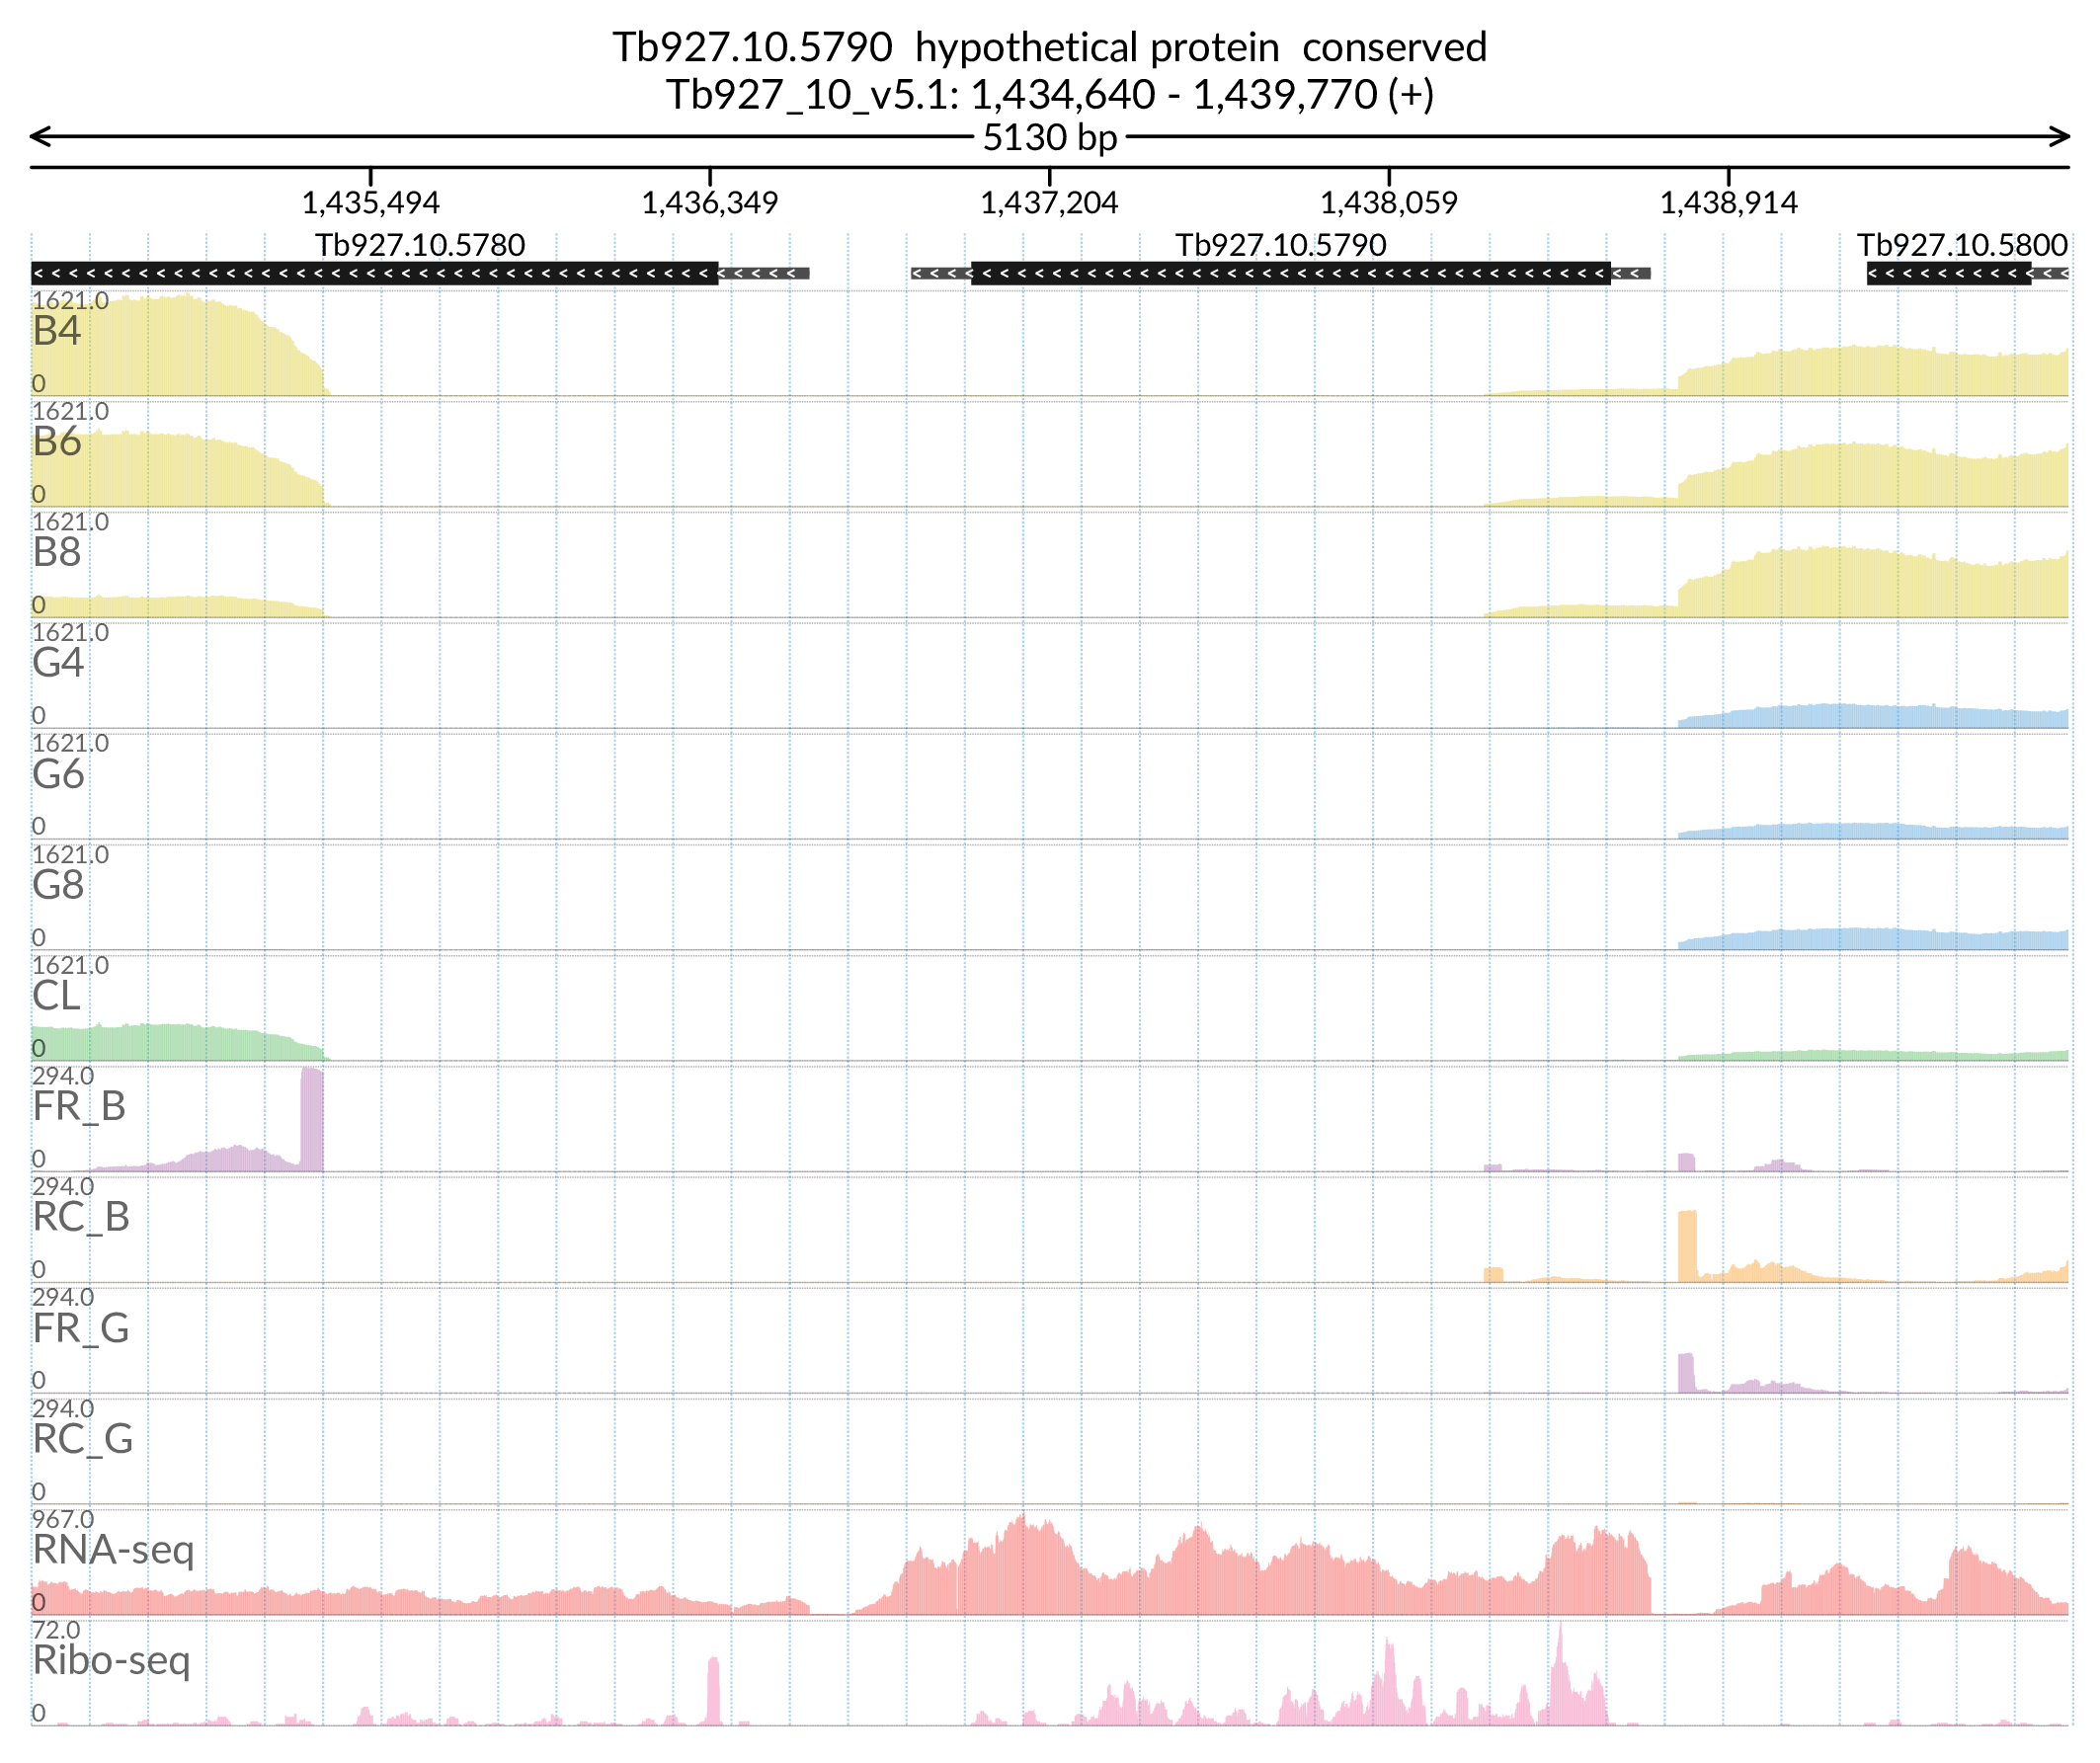 Tb927.10.5790  hypothetical protein  conserved
Tb927_10_v5.1: 1,434,640 - 1,439,770 (+)
5130 bp
1,435,494 1,436,349 1,437,204 1,438,059 1,438,914
Tb927.10.5780 Tb927.10.5790 Tb927.10.5800
1621.0
B4
0
1621.0
B6
0
1621.0
B8
0
1621.0
G4
0
1621.0
G6
0
1621.0
G8
0
1621.0
CL
0
294.0
FR_B
0
294.0
RC_B
0
294.0
FR_G
0
294.0
RC_G
0
967.0
RNA-seq
0
72.0
Ribo-seq
0